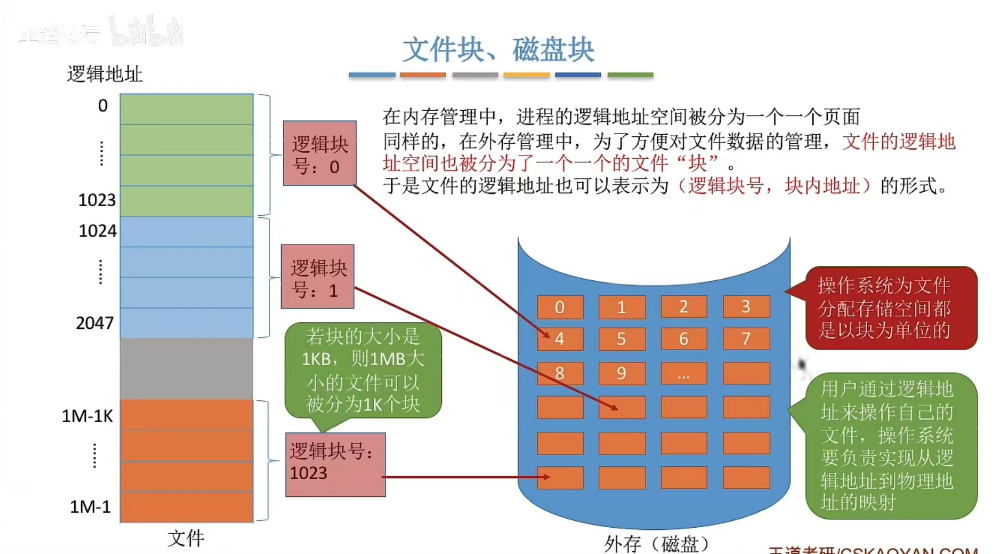 文件块、磁盘块
逻辑地址
0
……
1023
1024
……
2047
1M-1K
……
1M-1
文件
逻辑块
号：0
逻辑块
号：1
若块的大小是
1KB，则1MB大
小的文件可以
被分为1K个块
逻辑块号：
1023
在内存管理中，进程的逻辑地址空间被分为一个一个页面
同样的，在外存管理中，为了方便对文件数据的管理，文件的逻辑地
址空间也被分为了一个一个的文件“块”。
于是文件的逻辑地址也可以表示为（逻辑块号，块内地址）的形式。
0 1 2 3
4 5 6 7
8 9 …
外存（磁盘）
操作系统为文件
分配存储空间都
是以块为单位的
用户通过逻辑地
址来操作自己的
文件，操作系统
要负责实现从逻
辑地址到物理地
址的映射
王道考研/CSKAOYAN.COM